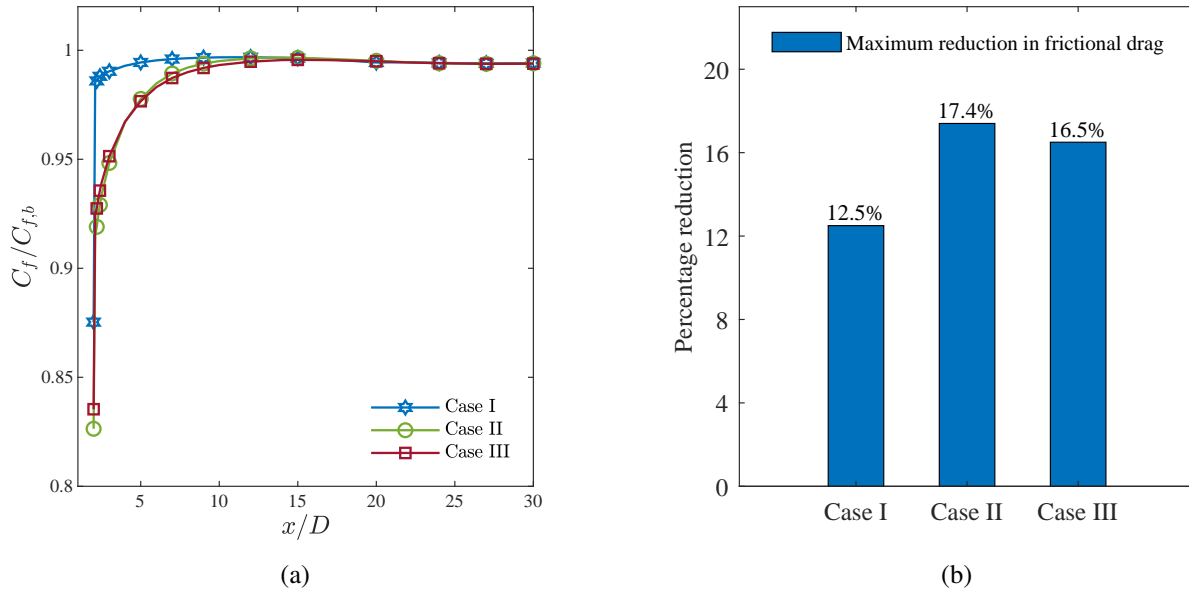 1
0.95
0.9
0.85
0.8
C_f/C_{f,b}
5
10
15
20
25
30
x/D
Case I
Case II
Case III
(a)
Maximum reduction in frictional drag
20
16
12
8
4
0
Percentage reduction
12.5%
17.4%
16.5%
Case I
Case II
Case III
(b)